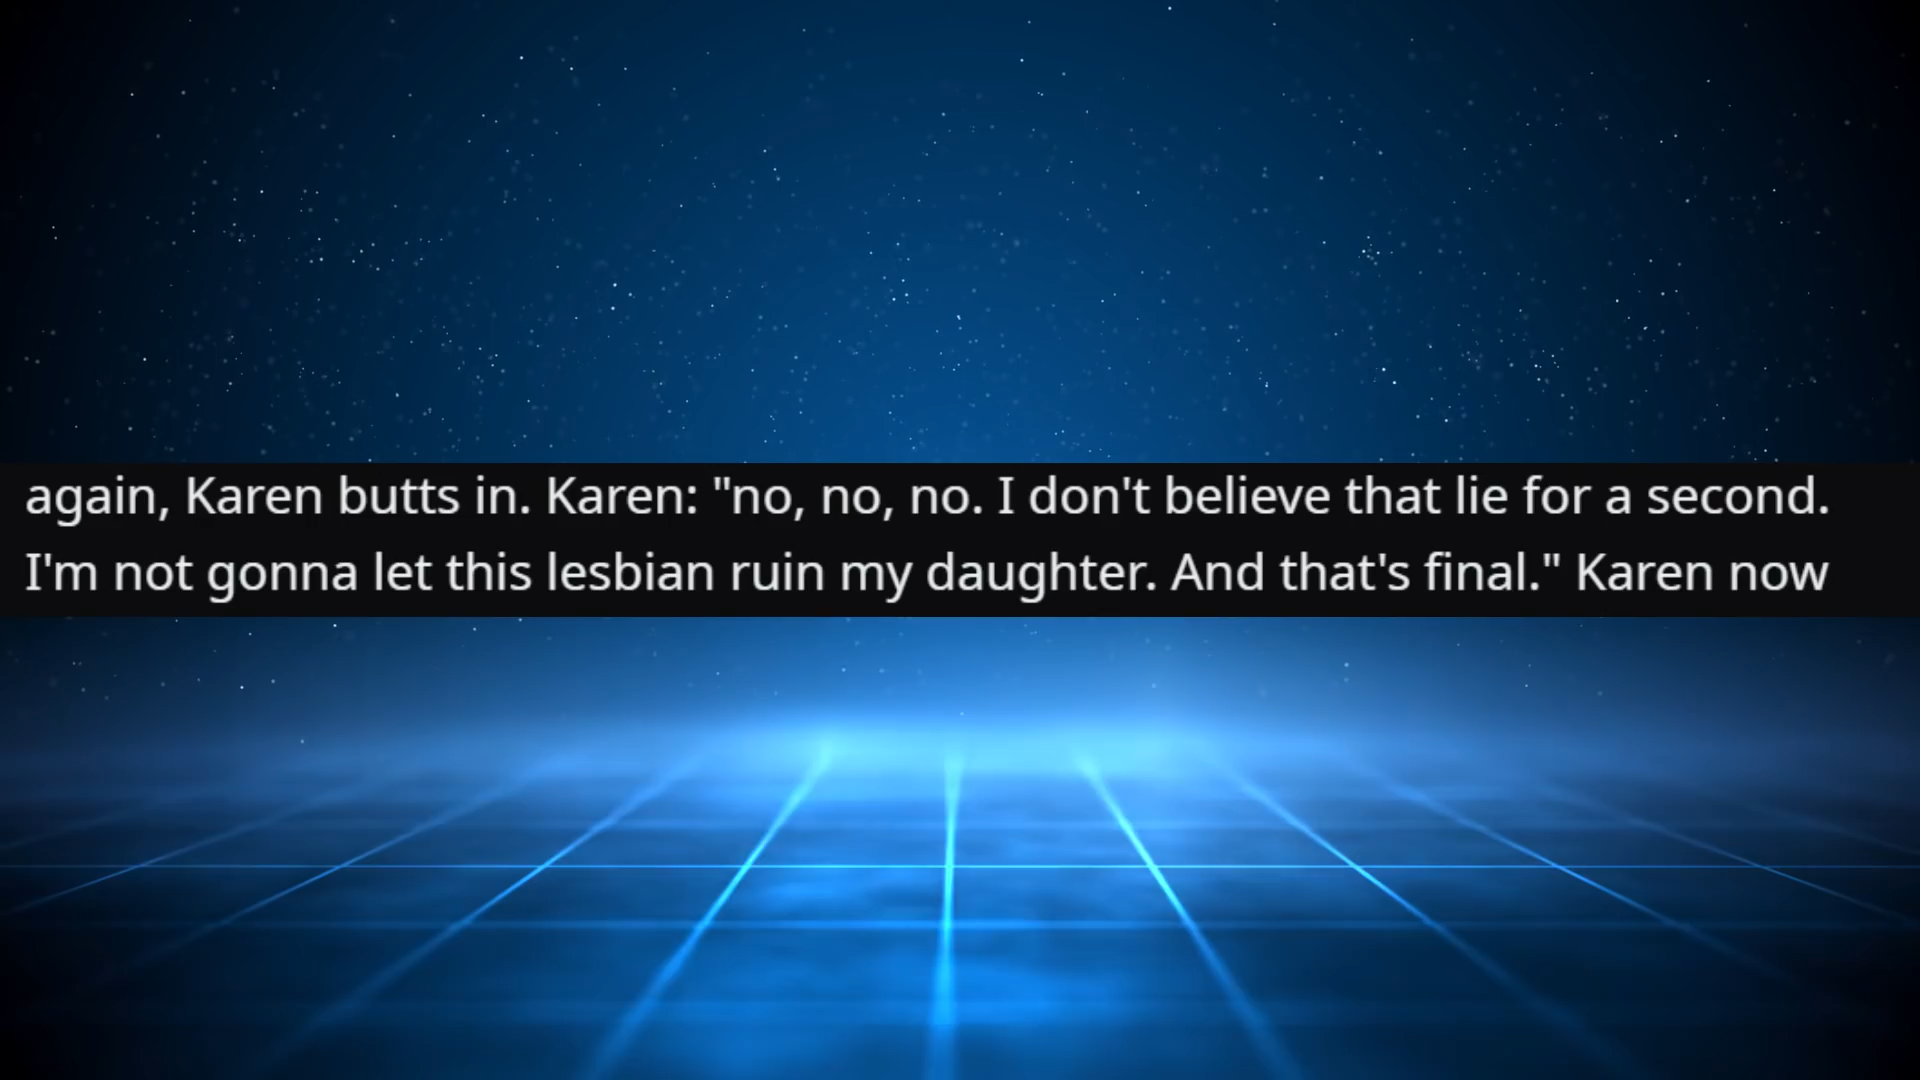 again, Karen butts in. Karen: "no, no, no. I don't believe that lie for a second.
I'm not gonna let this lesbian ruin my daughter. And that's final." Karen now